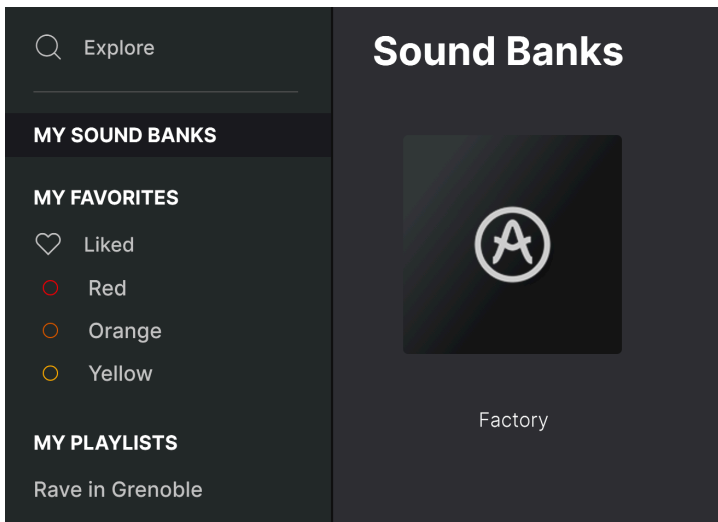 Explore
MY SOUND BANKS
MY FAVORITES
Liked
Red
Orange
Yellow
MY PLAYLISTS
Rave in Grenoble
Sound Banks
Factory